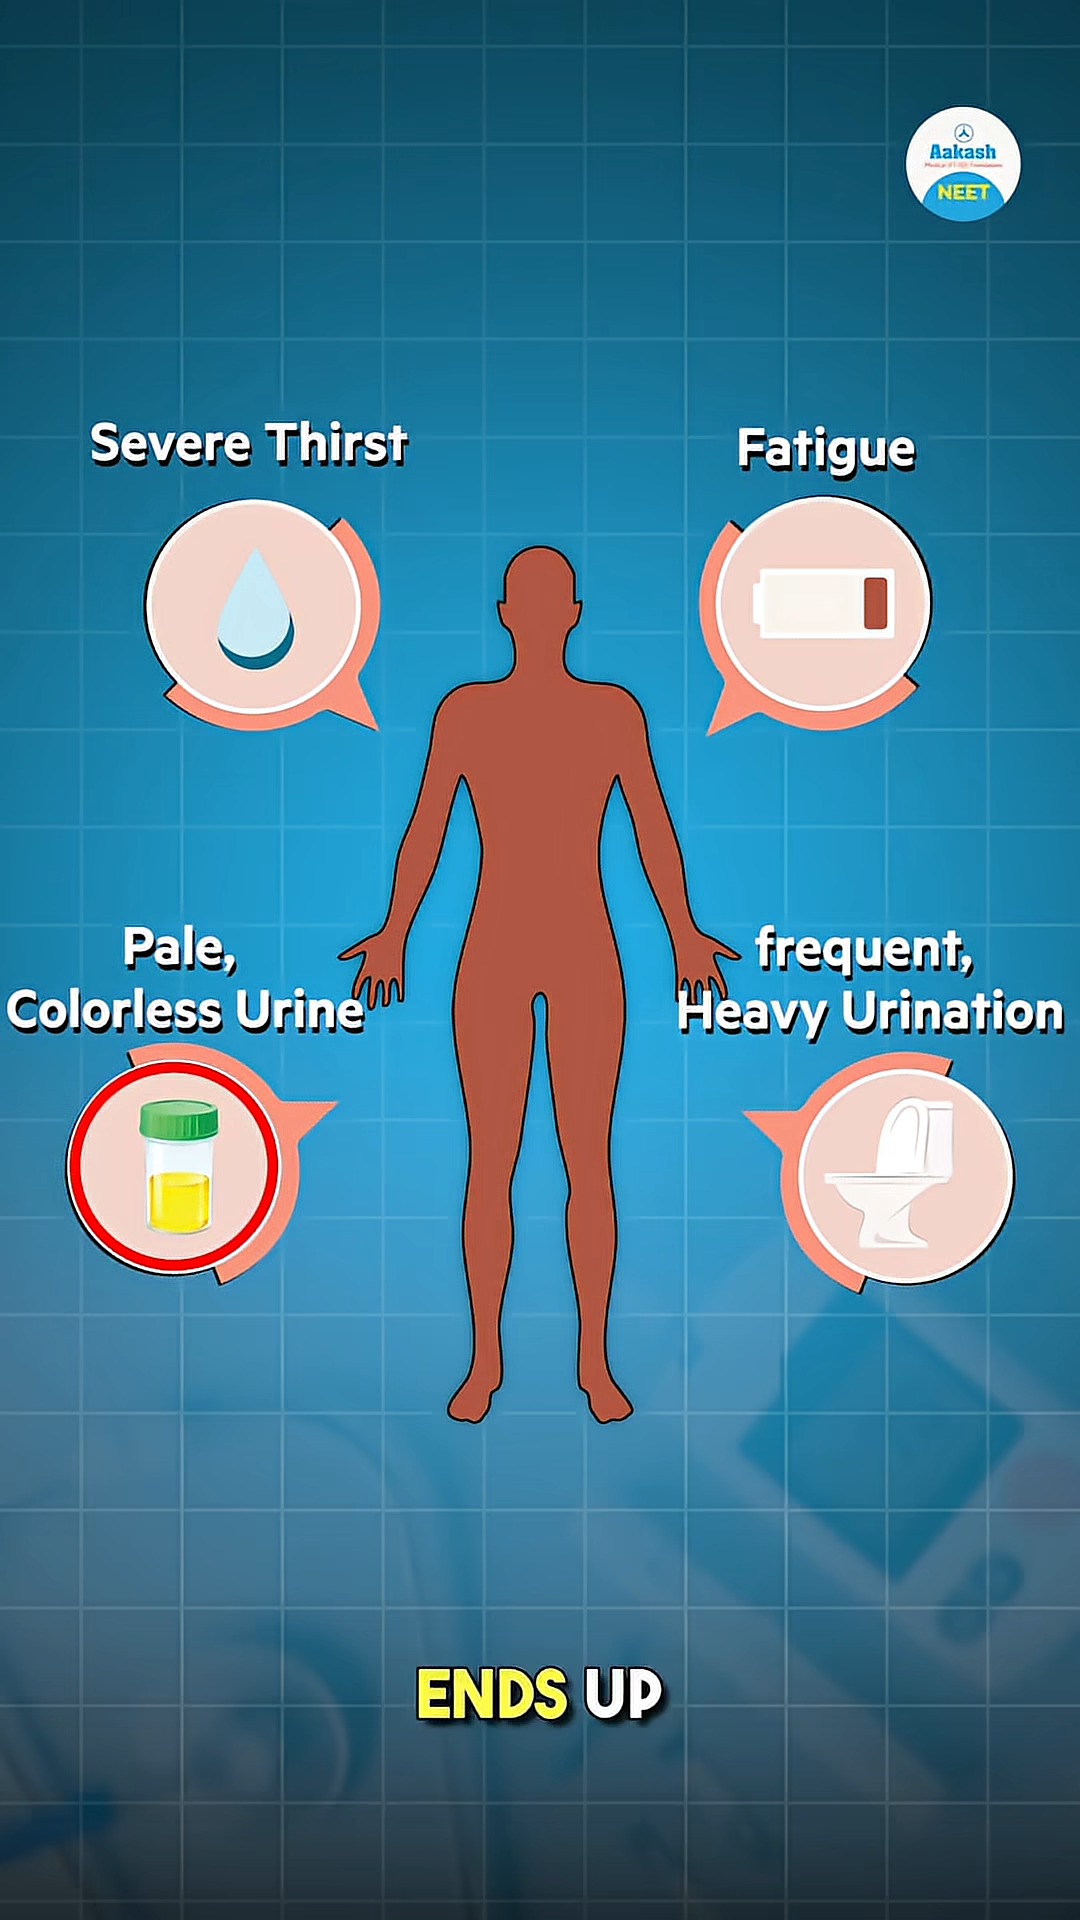 Aakash
NEET
Severe Thirst
Fatigue
Pale,
Colorless Urine
frequent,
Heavy Urination
ENDS UP